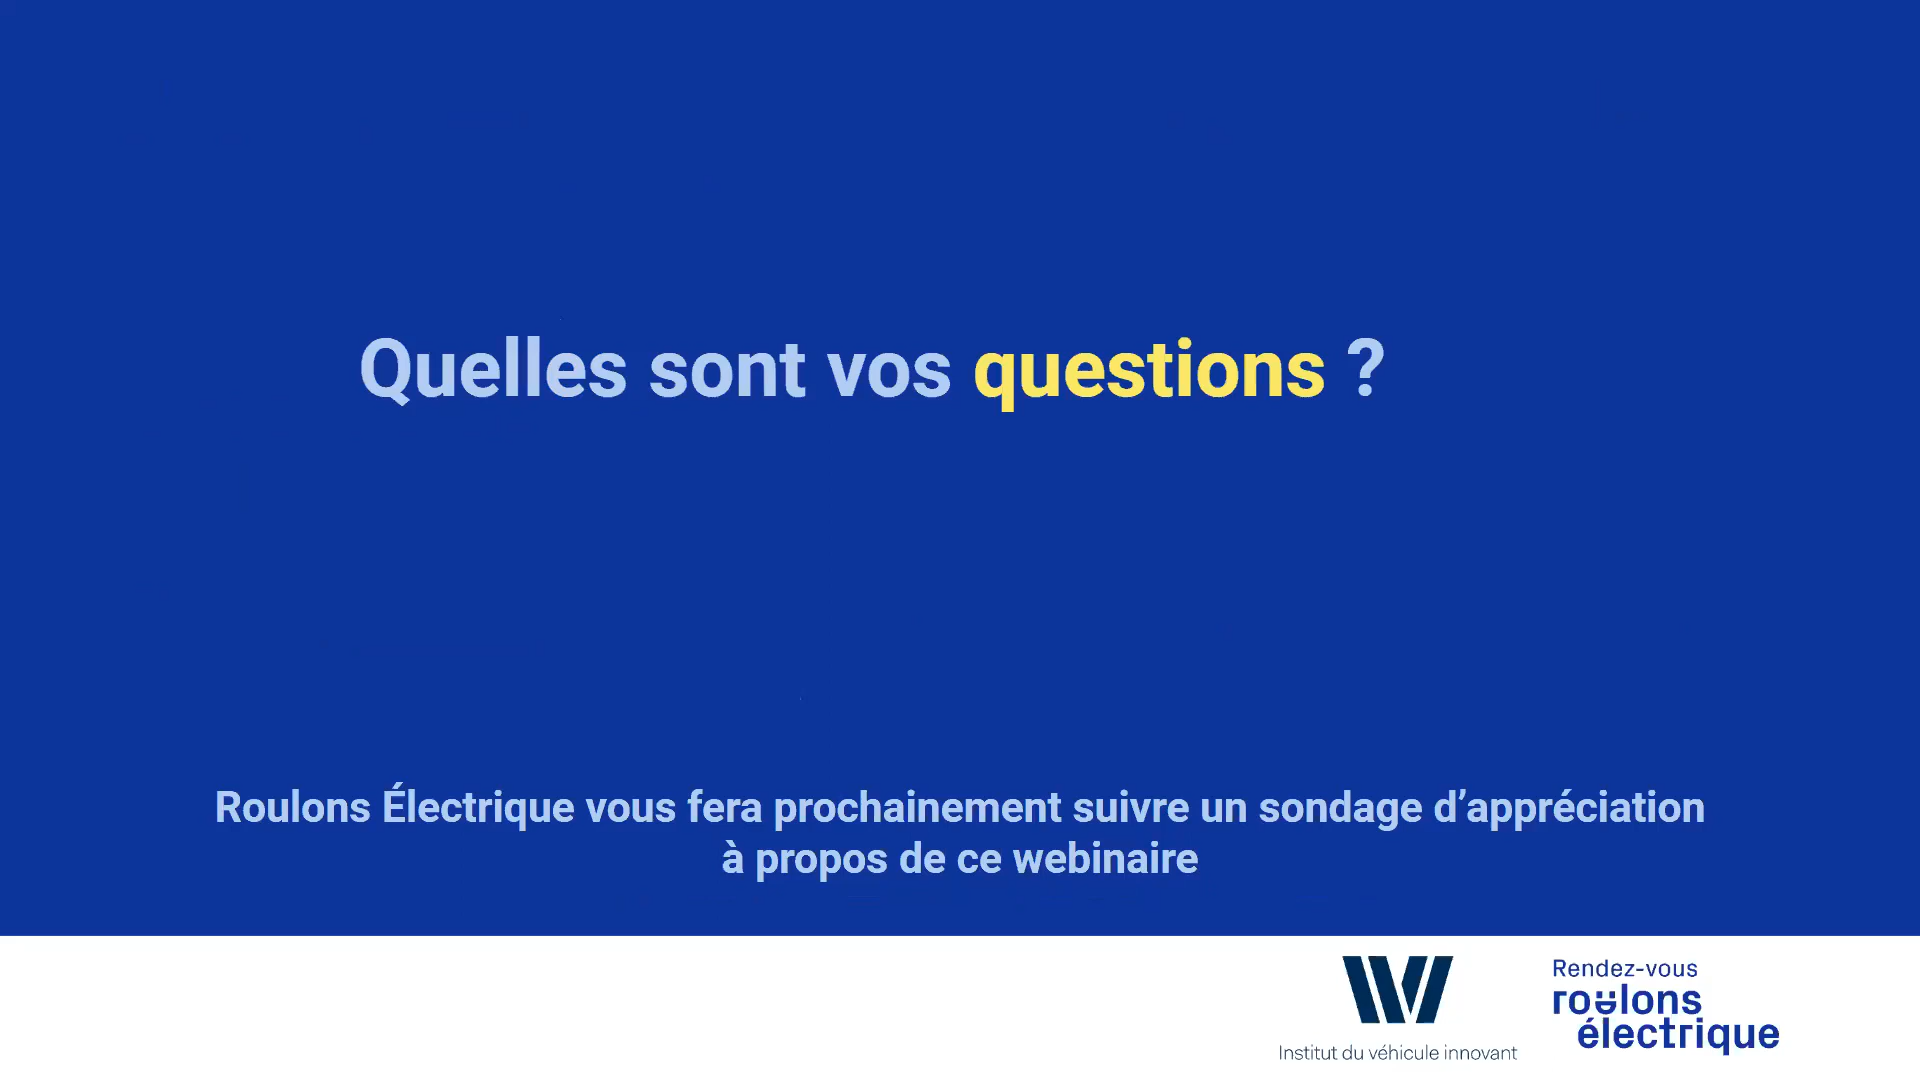 Quelles sont vos questions ?
Roulons Électrique vous fera prochainement suivre un sondage d’appréciation
à propos de ce webinaire
Institut du véhicule innovant
Rendez-vous
roulons
électrique